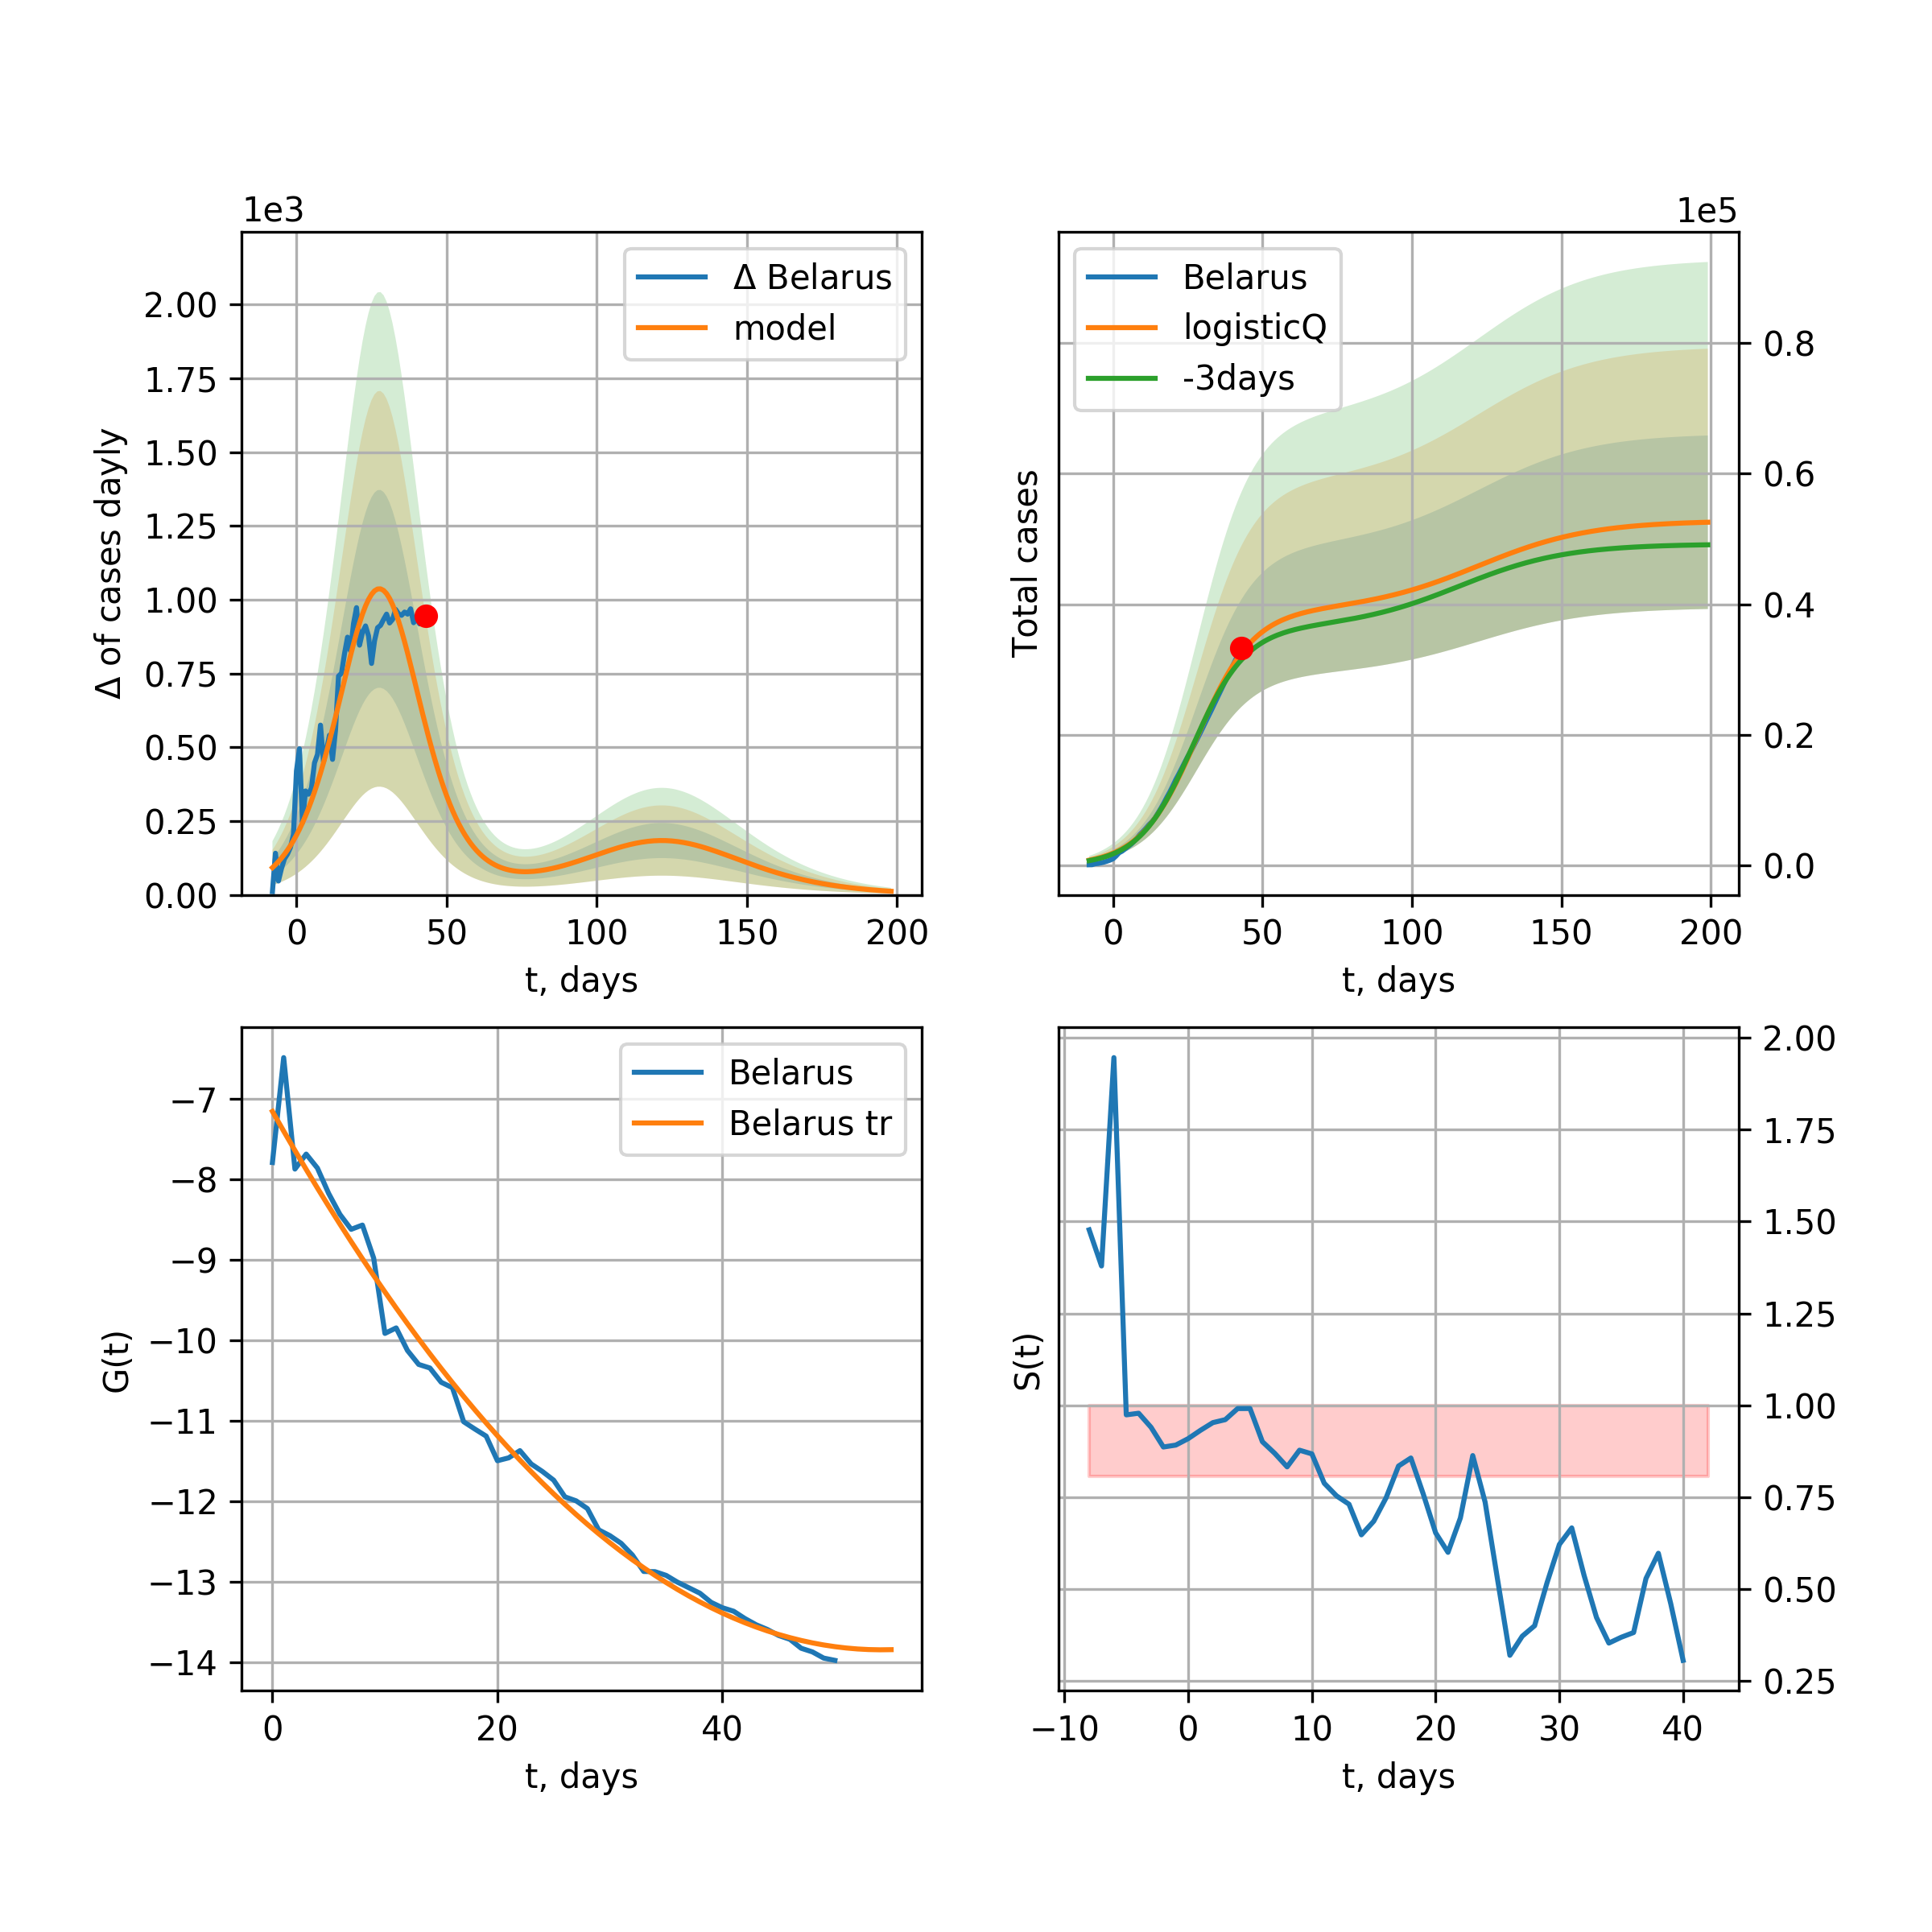 1e3
Δ Belarus
model
2.00
1.75
1.50
1.25
1.00
0.75
0.50
0.25
0.00
Δ of cases dayly
0 50 100 150 200
t, days
1e5
Belarus
logisticQ
-3days
Total cases
0.8
0.6
0.4
0.2
0.0
0 50 100 150 200
t, days
Belarus
Belarus tr
−7
−8
−9
−10
−11
−12
−13
−14
G(t)
0 20 40
t, days
S(t)
2.00
1.75
1.50
1.25
1.00
0.75
0.50
0.25
−10 0 10 20 30 40
t, days